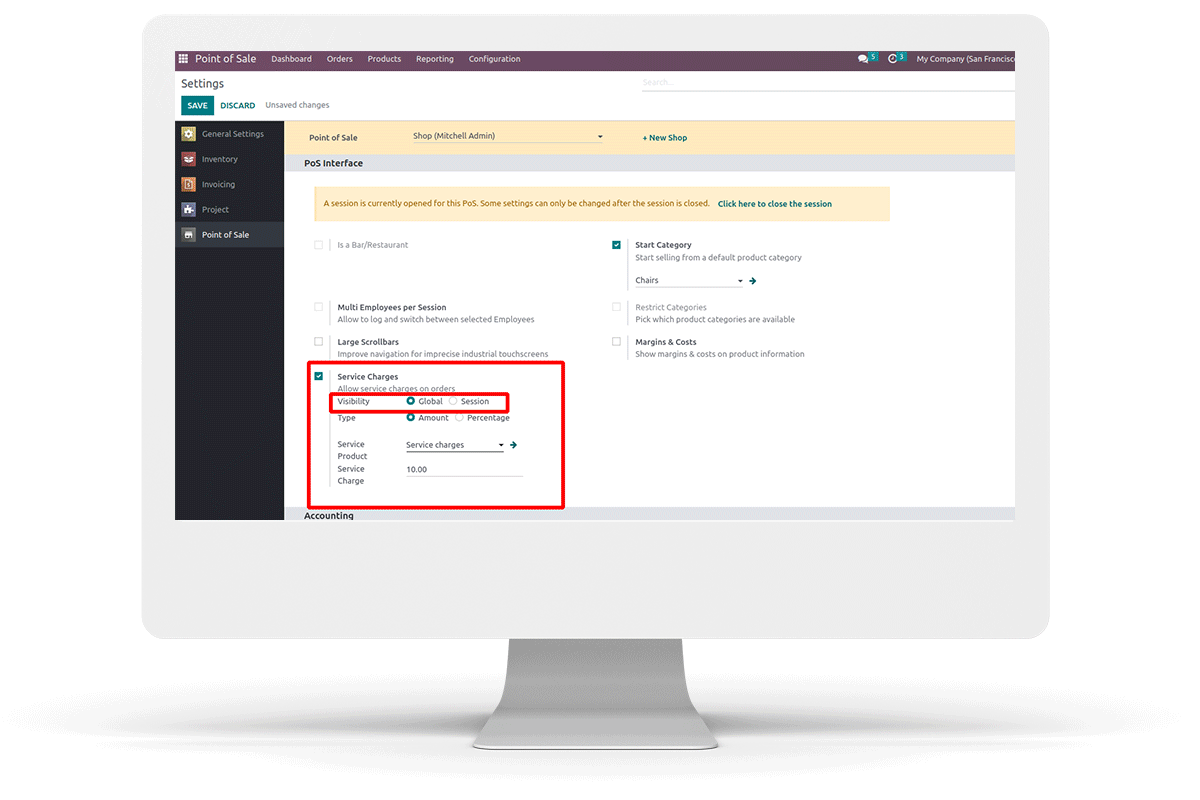 Point of Sale Dashboard Orders Products Reporting Configuration 5 3 My Company (San Francisco
Settings Search...
SAVE DISCARD Unsaved changes
General Settings
Inventory
Invoicing
Project
Point of Sale
Point of Sale Shop (Mitchell Admin) + New Shop
PoS Interface
A session is currently opened for this PoS. Some settings can only be changed after the session is closed. Click here to close the session
Is a Bar/Restaurant
Start Category
Start selling from a default product category
Chairs
Multi Employees per Session
Allow to log and switch between selected Employees
Restrict Categories
Pick which product categories are available
Large Scrollbars
Improve navigation for imprecise industrial touchscreens
Margins & Costs
Show margins & costs on product information
Service Charges
Allow service charges on orders
Visibility Global Session
Type Amount Percentage
Service Product Service charges
Service Charge 10.00
Accounting